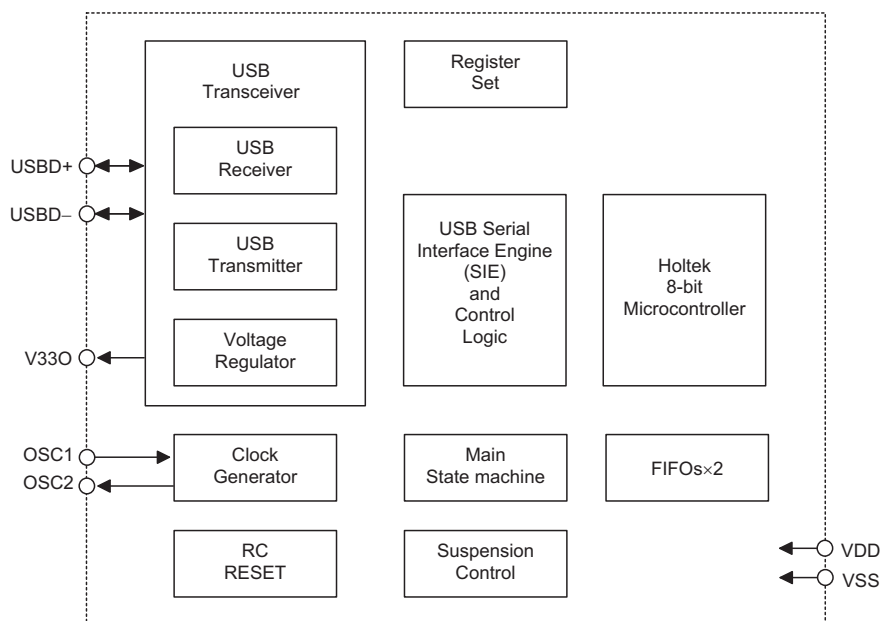 USB
Transceiver
Register
Set
USBD+
USB
Receiver
USBD−
USB
Transmitter
USB Serial
Interface Engine
(SIE)
and
Control
Logic
Holtek
8-bit
Microcontroller
V33O
Voltage
Regulator
OSC1
OSC2
Clock
Generator
Main
State machine
FIFOs×2
RC
RESET
Suspension
Control
VDD
VSS